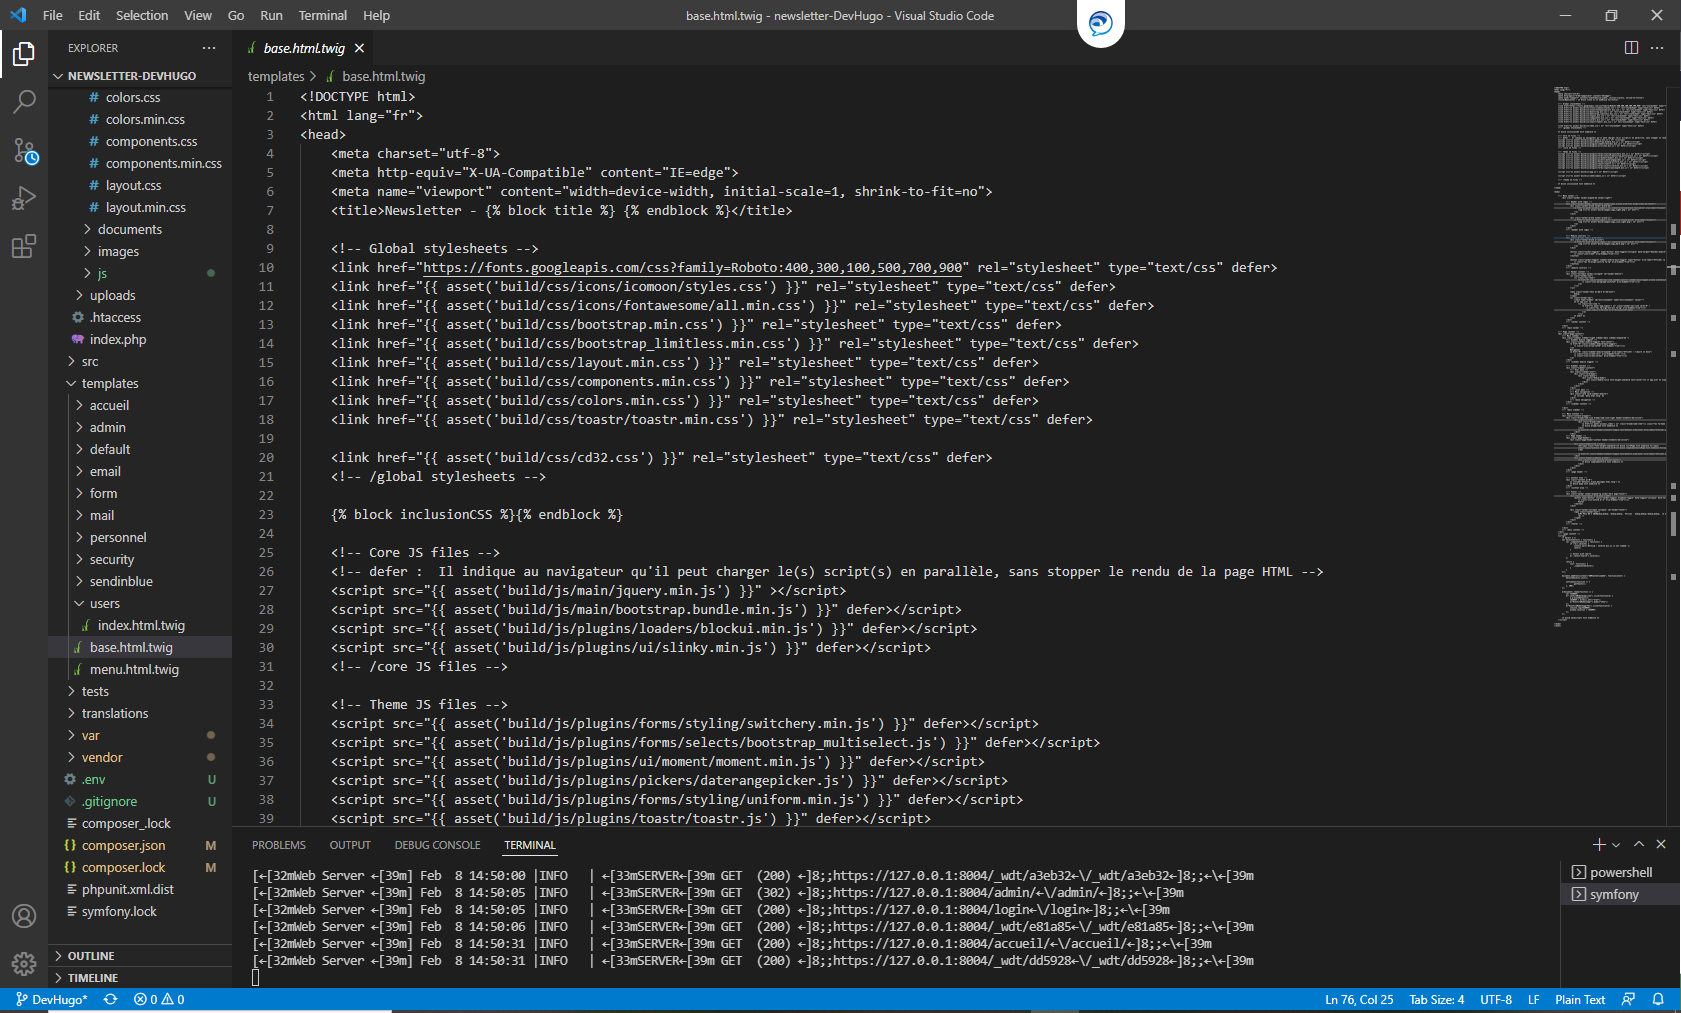 File Edit Selection View Go Run Terminal Help
base.html.twig - newsletter-DevHugo - Visual Studio Code
EXPLORER
NEWSLETTER-DEVHUGO
# colors.css
# colors.min.css
# components.css
# components.min.css
# layout.css
# layout.min.css
documents
images
js
uploads
.htaccess
index.php
src
templates
accueil
admin
default
email
form
mail
personnel
security
sendinblue
users
index.html.twig
base.html.twig
menu.html.twig
tests
translations
var
vendor
.env U
.gitignore U
composer_.lock
{} composer.json M
{} composer.lock M
phpunit.xml.dist
symfony.lock
OUTLINE
TIMELINE
base.html.twig
templates > base.html.twig
1 <!DOCTYPE html>
2 <html lang="fr">
3 <head>
4 <meta charset="utf-8">
5 <meta http-equiv="X-UA-Compatible" content="IE=edge">
6 <meta name="viewport" content="width=device-width, initial-scale=1, shrink-to-fit=no">
7 <title>Newsletter - {% block title %} {% endblock %}</title>
8
9 <!-- Global stylesheets -->
10 <link href="https://fonts.googleapis.com/css?family=Roboto:400,300,100,500,700,900" rel="stylesheet" type="text/css" defer>
11 <link href="{{ asset('build/css/icons/icomoon/styles.css') }}" rel="stylesheet" type="text/css" defer>
12 <link href="{{ asset('build/css/icons/fontawesome/all.min.css') }}" rel="stylesheet" type="text/css" defer>
13 <link href="{{ asset('build/css/bootstrap.min.css') }}" rel="stylesheet" type="text/css" defer>
14 <link href="{{ asset('build/css/bootstrap_limitless.min.css') }}" rel="stylesheet" type="text/css" defer>
15 <link href="{{ asset('build/css/layout.min.css') }}" rel="stylesheet" type="text/css" defer>
16 <link href="{{ asset('build/css/components.min.css') }}" rel="stylesheet" type="text/css" defer>
17 <link href="{{ asset('build/css/colors.min.css') }}" rel="stylesheet" type="text/css" defer>
18 <link href="{{ asset('build/css/toastr/toastr.min.css') }}" rel="stylesheet" type="text/css" defer>
19
20 <link href="{{ asset('build/css/cd32.css') }}" rel="stylesheet" type="text/css" defer>
21 <!-- /global stylesheets -->
22
23 {% block inclusionCSS %}{% endblock %}
24
25 <!-- Core JS files -->
26 <!-- defer :  Il indique au navigateur qu'il peut charger le(s) script(s) en parallèle, sans stopper le rendu de la page HTML -->
27 <script src="{{ asset('build/js/main/jquery.min.js') }}" ></script>
28 <script src="{{ asset('build/js/main/bootstrap.bundle.min.js') }}" defer></script>
29 <script src="{{ asset('build/js/plugins/loaders/blockui.min.js') }}" defer></script>
30 <script src="{{ asset('build/js/plugins/ui/slinky.min.js') }}" defer></script>
31 <!-- /core JS files -->
32
33 <!-- Theme JS files -->
34 <script src="{{ asset('build/js/plugins/forms/styling/switchery.min.js') }}" defer></script>
35 <script src="{{ asset('build/js/plugins/forms/selects/bootstrap_multiselect.js') }}" defer></script>
36 <script src="{{ asset('build/js/plugins/ui/moment/moment.min.js') }}" defer></script>
37 <script src="{{ asset('build/js/plugins/pickers/daterangepicker.js') }}" defer></script>
38 <script src="{{ asset('build/js/plugins/forms/styling/uniform.min.js') }}" defer></script>
39 <script src="{{ asset('build/js/plugins/toastr/toastr.js') }}" defer></script>
PROBLEMS OUTPUT DEBUG CONSOLE TERMINAL
[←[32mWeb Server ←[39m] Feb  8 14:50:00 |INFO   | ←[33mSERVER←[39m GET  (200) ←]8;;https://127.0.0.1:8004/_wdt/a3eb32←\/_wdt/a3eb32←]8;;←\←[39m
[←[32mWeb Server ←[39m] Feb  8 14:50:05 |INFO   | ←[33mSERVER←[39m GET  (302) ←]8;;https://127.0.0.1:8004/admin/←\/admin/←]8;;←\←[39m
[←[32mWeb Server ←[39m] Feb  8 14:50:05 |INFO   | ←[33mSERVER←[39m GET  (200) ←]8;;https://127.0.0.1:8004/login←\/login←]8;;←\←[39m
[←[32mWeb Server ←[39m] Feb  8 14:50:06 |INFO   | ←[33mSERVER←[39m GET  (200) ←]8;;https://127.0.0.1:8004/_wdt/e81a85←\/_wdt/e81a85←]8;;←\←[39m
[←[32mWeb Server ←[39m] Feb  8 14:50:31 |INFO   | ←[33mSERVER←[39m GET  (200) ←]8;;https://127.0.0.1:8004/accueil/←\/accueil/←]8;;←\←[39m
[←[32mWeb Server ←[39m] Feb  8 14:50:31 |INFO   | ←[33mSERVER←[39m GET  (200) ←]8;;https://127.0.0.1:8004/_wdt/dd5928←\/_wdt/dd5928←]8;;←\←[39m
powershell
symfony
DevHugo* 0 0
Ln 76, Col 25 Tab Size: 4 UTF-8 LF Plain Text